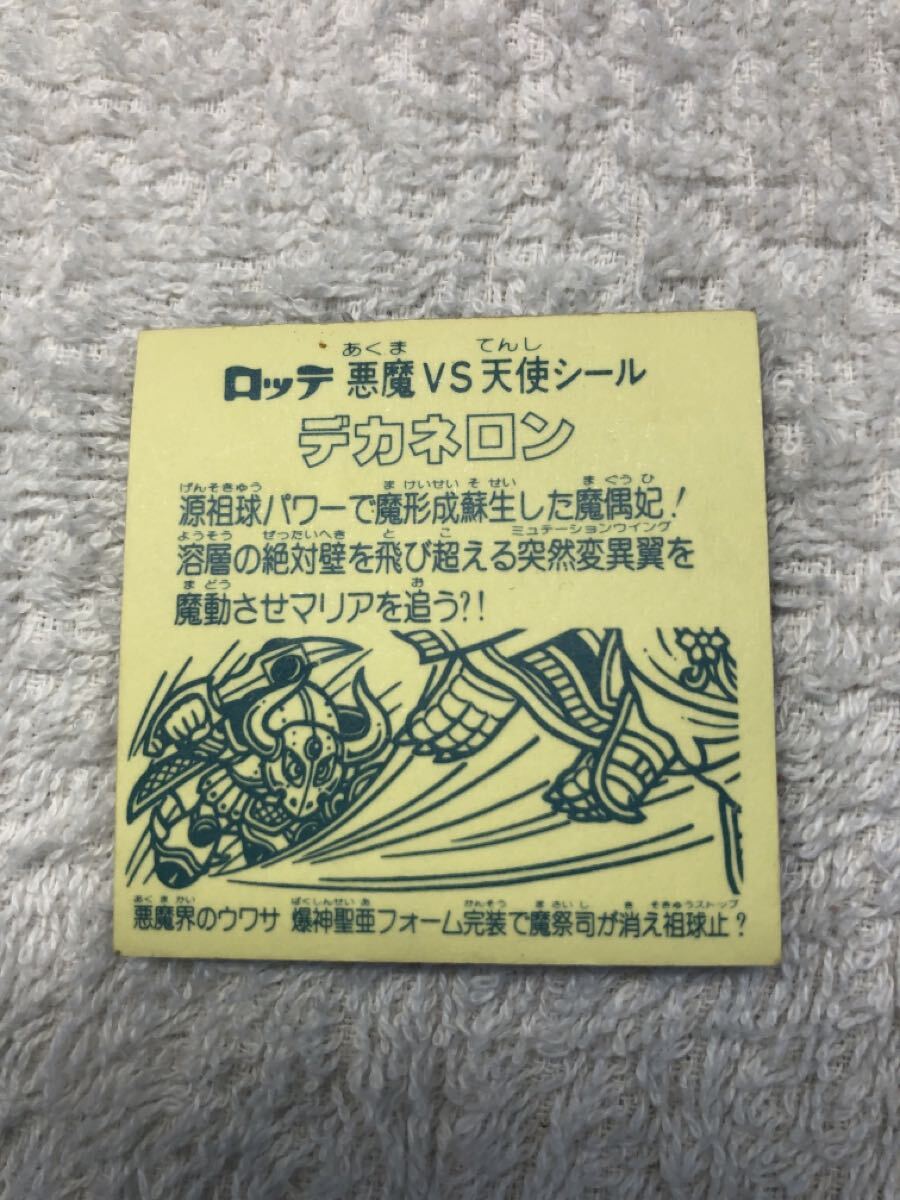 あくま てんし
ロッテ 悪魔VS天使シール
デカネロン
げんそきゅう まけいせいそせい まぐうひ
源祖球パワーで魔形成蘇生した魔偶妃!
ようそう ぜったいへき とこ ミュテーションウイング
溶層の絶対壁を飛び超える突然変異翼を
まどう お
魔動させマリアを追う?!
あくまかい ばくしんせいあ かんそう まさいし き そきゅうストップ
悪魔界のウワサ 爆神聖亜フォーム完装で魔祭司が消え祖球止?